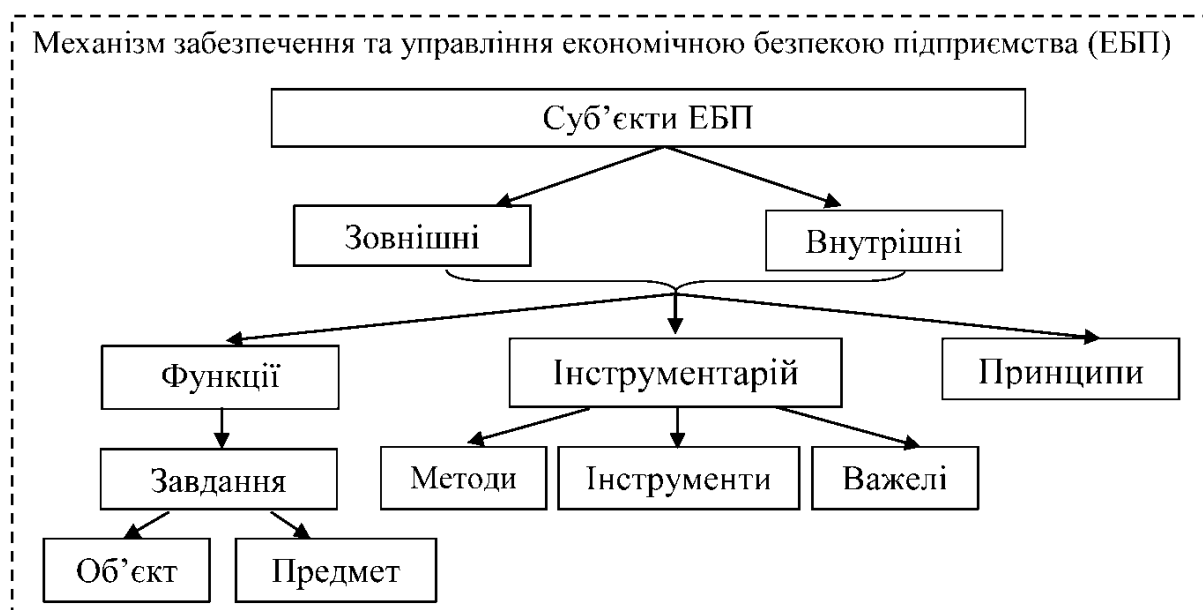 Механізм забезпечення та управління економічною безпекою підприємства (ЕБП)
Суб’єкти ЕБП
Зовнішні
Внутрішні
Функції
Інструментарій
Принципи
Завдання
Методи
Інструменти
Важелі
Об’єкт
Предмет